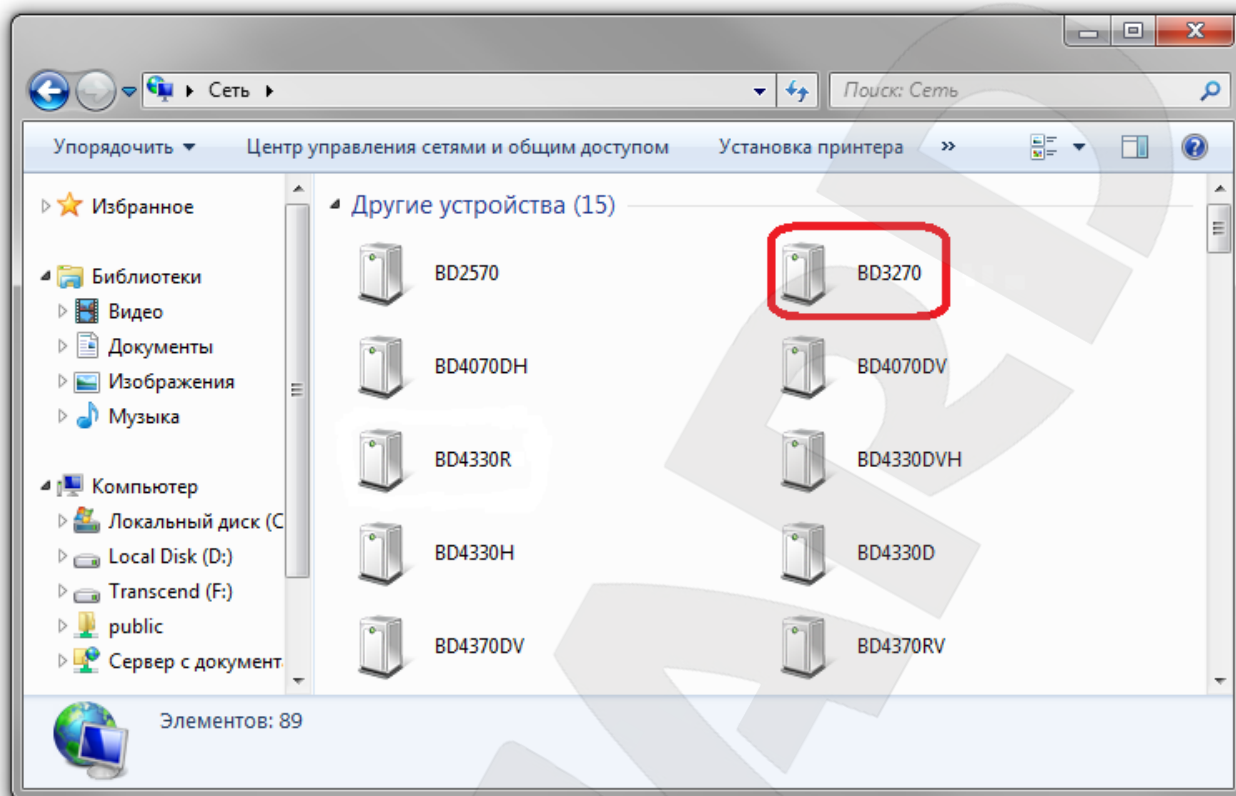 Сеть
Поиск: Сеть
Упорядочить Центр управления сетями и общим доступом Установка принтера »
Избранное
Библиотеки
Видео
Документы
Изображения
Музыка
Компьютер
Локальный диск (C
Local Disk (D:)
Transcend (F:)
public
Сервер с документ
Другие устройства (15)
BD2570 BD3270
BD4070DH BD4070DV
BD4330R BD4330DVH
BD4330H BD4330D
BD4370DV BD4370RV
Элементов: 89